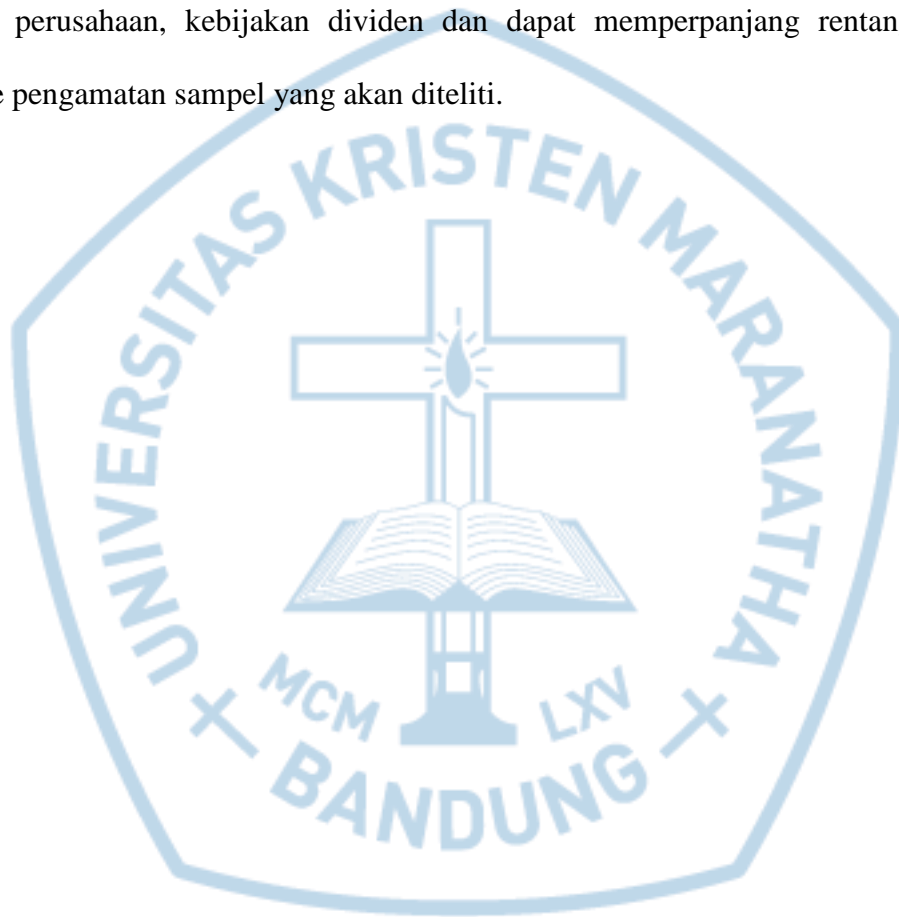 perusahaan, kebijakan dividen dan dapat memperpanjang rentan
e pengamatan sampel yang akan diteliti.
UNIVERSITAS KRISTEN MARANATHA
MCM LXV
BANDUNG